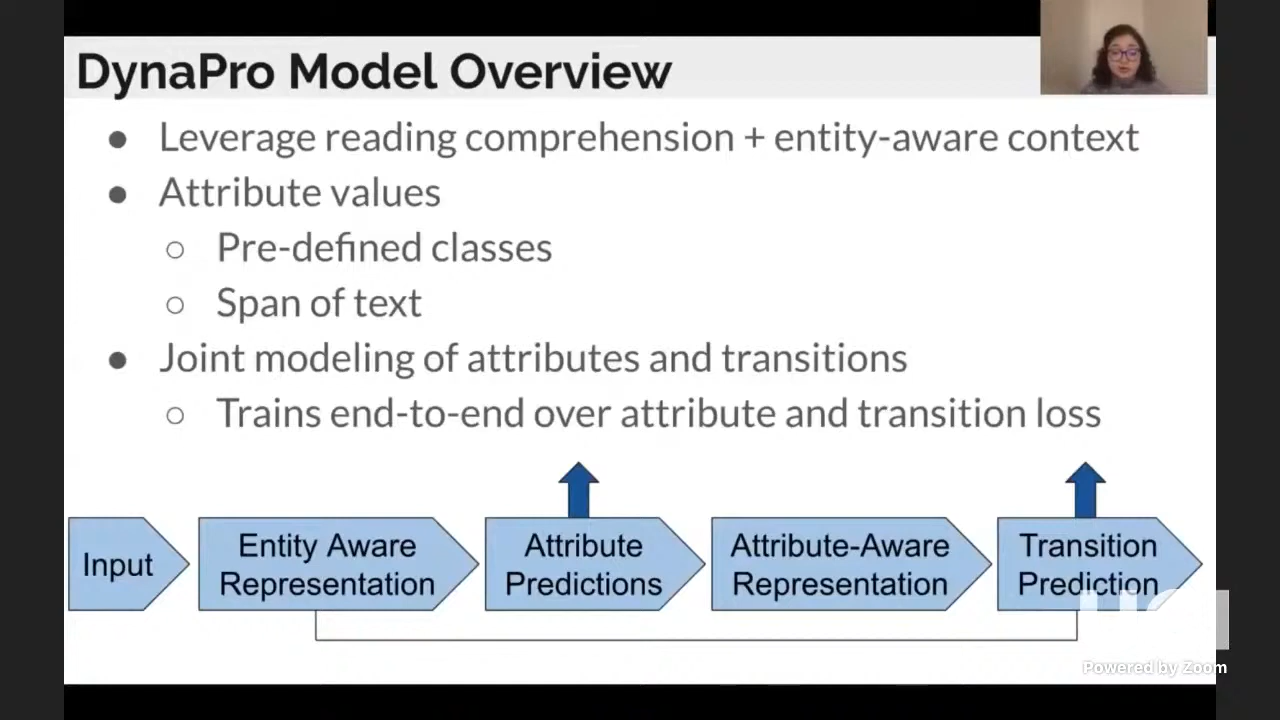 DynaPro Model Overview
● Leverage reading comprehension + entity-aware context
● Attribute values
○ Pre-defined classes
○ Span of text
● Joint modeling of attributes and transitions
○ Trains end-to-end over attribute and transition loss
Input
Entity Aware
Representation
Attribute
Predictions
Attribute-Aware
Representation
Transition
Prediction
Powered by Zoom